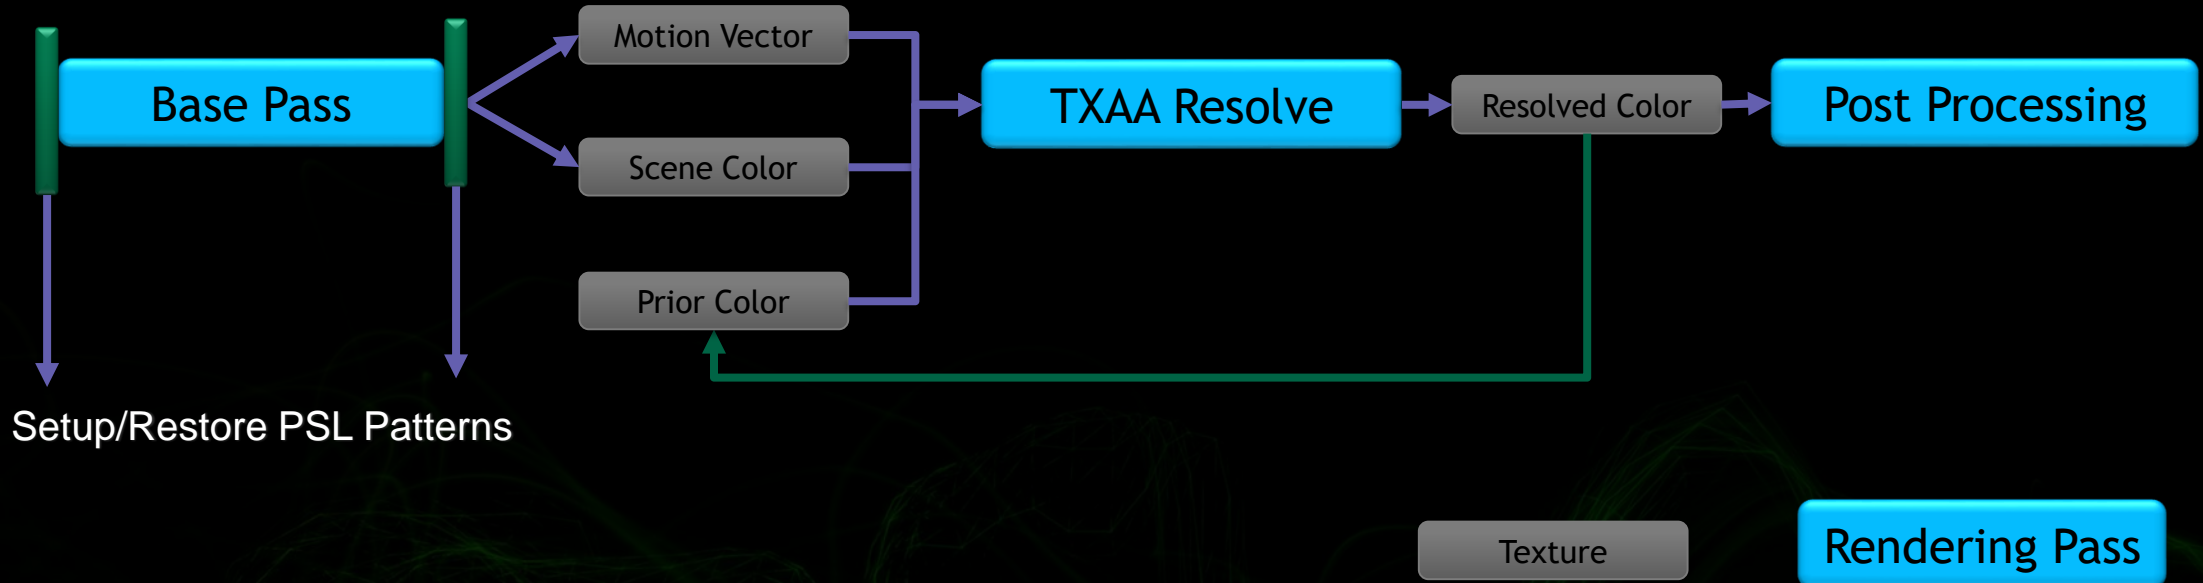 Motion Vector
Base Pass
TXAA Resolve
Resolved Color
Post Processing
Scene Color
Prior Color
Setup/Restore PSL Patterns
Texture
Rendering Pass